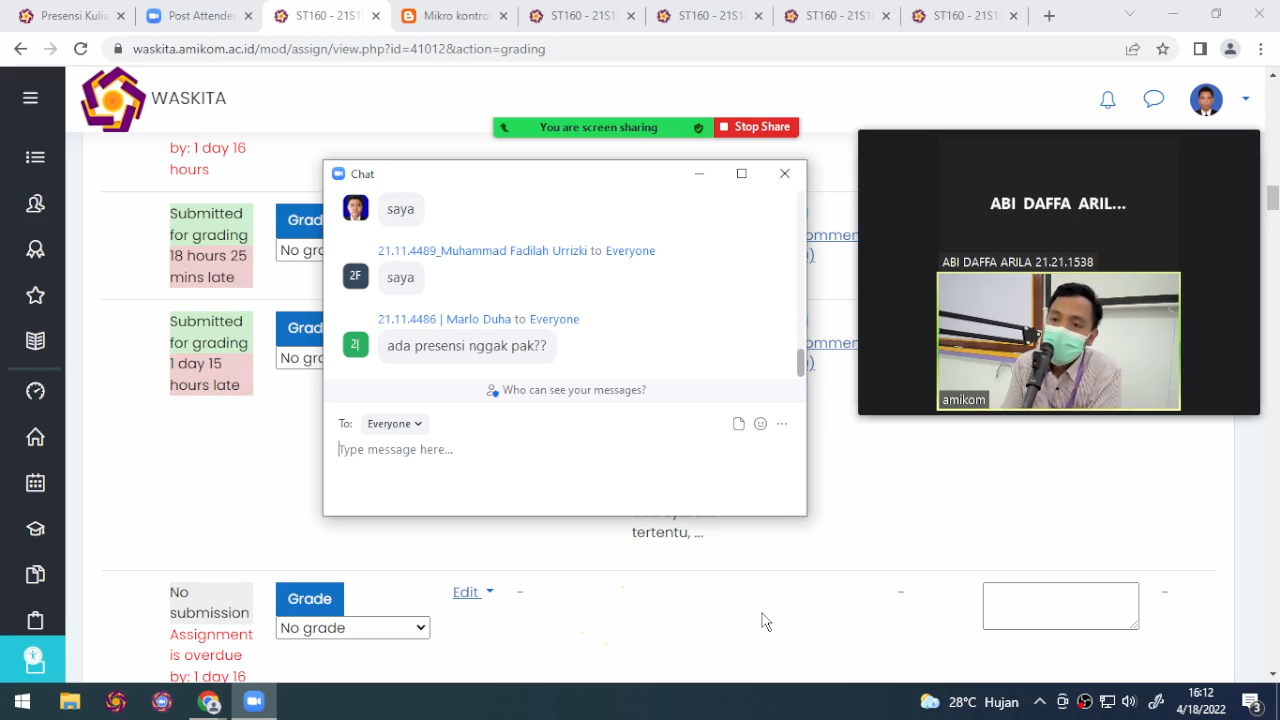 Presensi Kulia
Post Attende
ST160 - 21S1
Mikro kontro
ST160 - 21S1
ST160 - 21S1
ST160 - 21S1
ST160 - 21S1
waskita.amikom.ac.id/mod/assign/view.php?id=41012&action=grading
WASKITA
You are screen sharing
Stop Share
by: 1 day 16
hours
Submitted
for grading
18 hours 25
mins late
Grad
No gra
omment
)
Submitted
for grading
1 day 15
hours late
Grad
No gra
omment
)
Chat
saya
21.11.4489_Muhammad Fadilah Urrizki to Everyone
2F
saya
21.11.4486 | Marlo Duha to Everyone
2|
ada presensi nggak pak??
Who can see your messages?
To: Everyone
Type message here...
ABI DAFFA ARIL...
ABI DAFFA ARILA 21.21.1538
amikom
tertentu, ...
No
submission
Assignment
is overdue
by: 1 day 16
Grade
No grade
Edit
-
-
-
28°C Hujan
16:12
4/18/2022
3